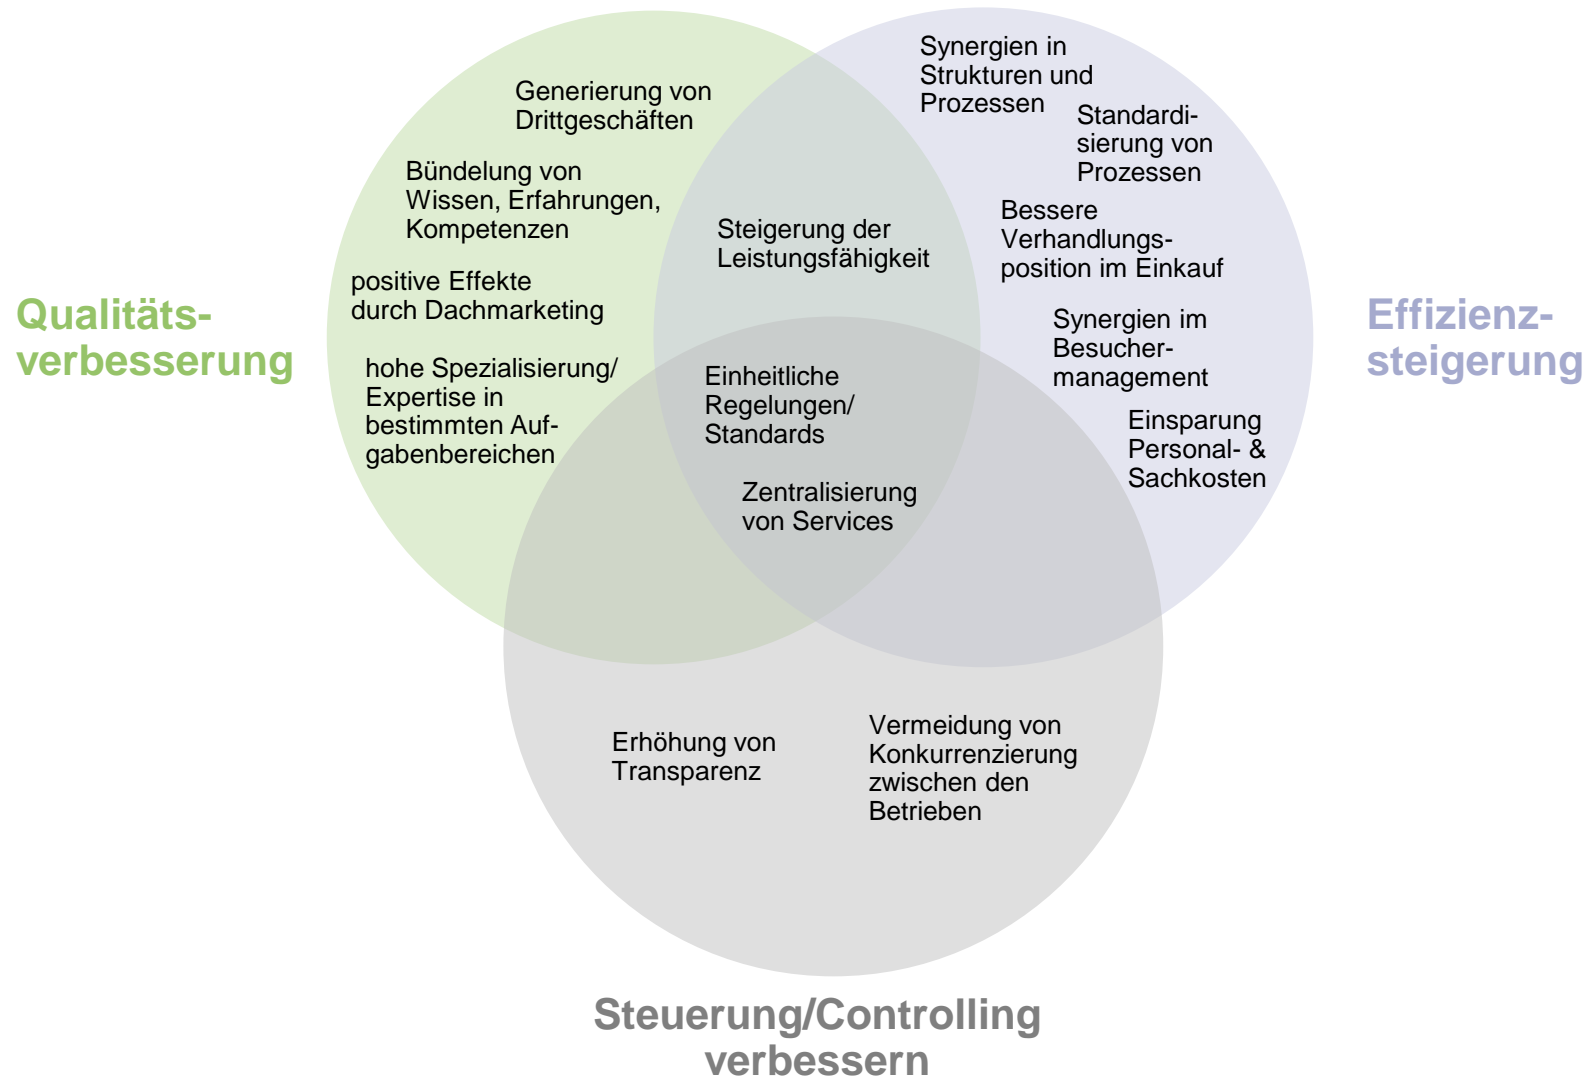 Qualitäts-
verbesserung
Generierung von
Drittgeschäften
Bündelung von
Wissen, Erfahrungen,
Kompetenzen
positive Effekte
durch Dachmarketing
hohe Spezialisierung/
Expertise in
bestimmten Auf-
gabenbereichen
Steigerung der
Leistungsfähigkeit
Einheitliche
Regelungen/
Standards
Zentralisierung
von Services
Synergien in
Strukturen und
Prozessen
Standardi-
sierung von
Prozessen
Bessere
Verhandlungs-
position im Einkauf
Synergien im
Besucher-
management
Einsparung
Personal- &
Sachkosten
Effizienz-
steigerung
Erhöhung von
Transparenz
Vermeidung von
Konkurrenzierung
zwischen den
Betrieben
Steuerung/Controlling
verbessern